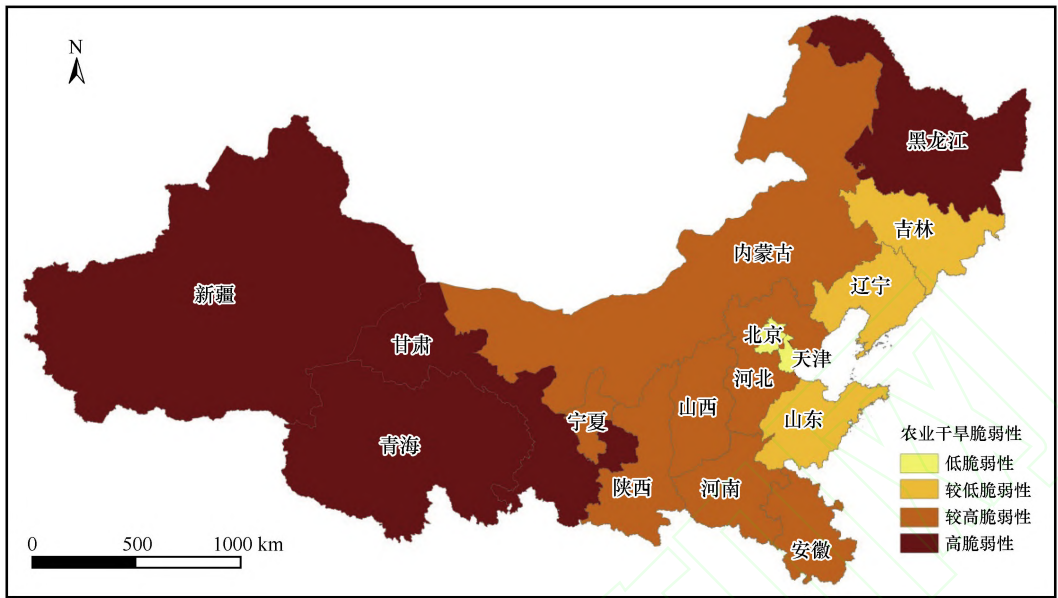 N
黑龙江
吉林
内蒙古
辽宁
新疆
北京
甘肃
天津
河北
山西
宁夏
山东
青海
陕西
河南
安徽
农业干旱脆弱性
低脆弱性
较低脆弱性
较高脆弱性
高脆弱性
0 500 1000 km